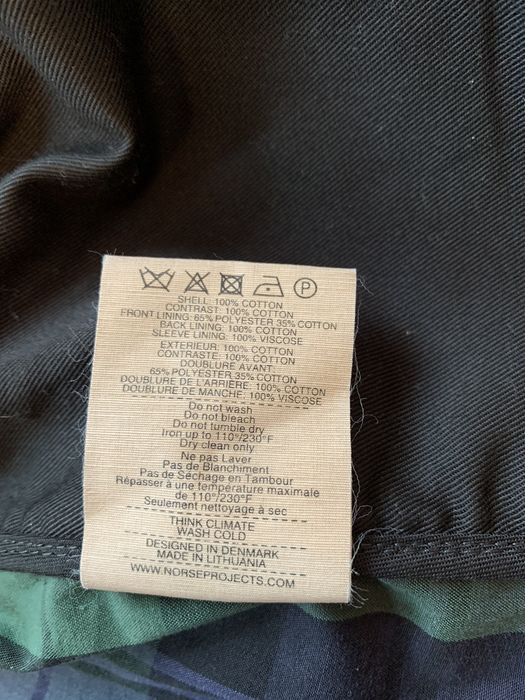 P
SHELL: 100% COTTON
CONTRAST: 100% COTTON
FRONT LINING: 65% POLYESTER 35% COTTON
BACK LINING: 100% COTTON
SLEEVE LINING: 100% VISCOSE
EXTERIEUR: 100% COTTON
CONTRASTE: 100% COTTON
DOUBLURE AVANT:
65% POLYESTER 35% COTTON
DOUBLURE DE L'ARRIÈRE: 100% COTTON
DOUBLURE DE MANCHE: 100% VISCOSE
Do not wash
Do not bleach
Do not tumble dry
Iron up to 110°/230°F
Dry clean only
Ne pas Laver
Pas de Blanchiment
Pas de Séchage en Tambour
Répasser à une température maximale
de 110°/230°F
Seulement nettoyage à sec
THINK CLIMATE
WASH COLD
DESIGNED IN DENMARK
MADE IN LITHUANIA
WWW.NORSEPROJECTS.COM